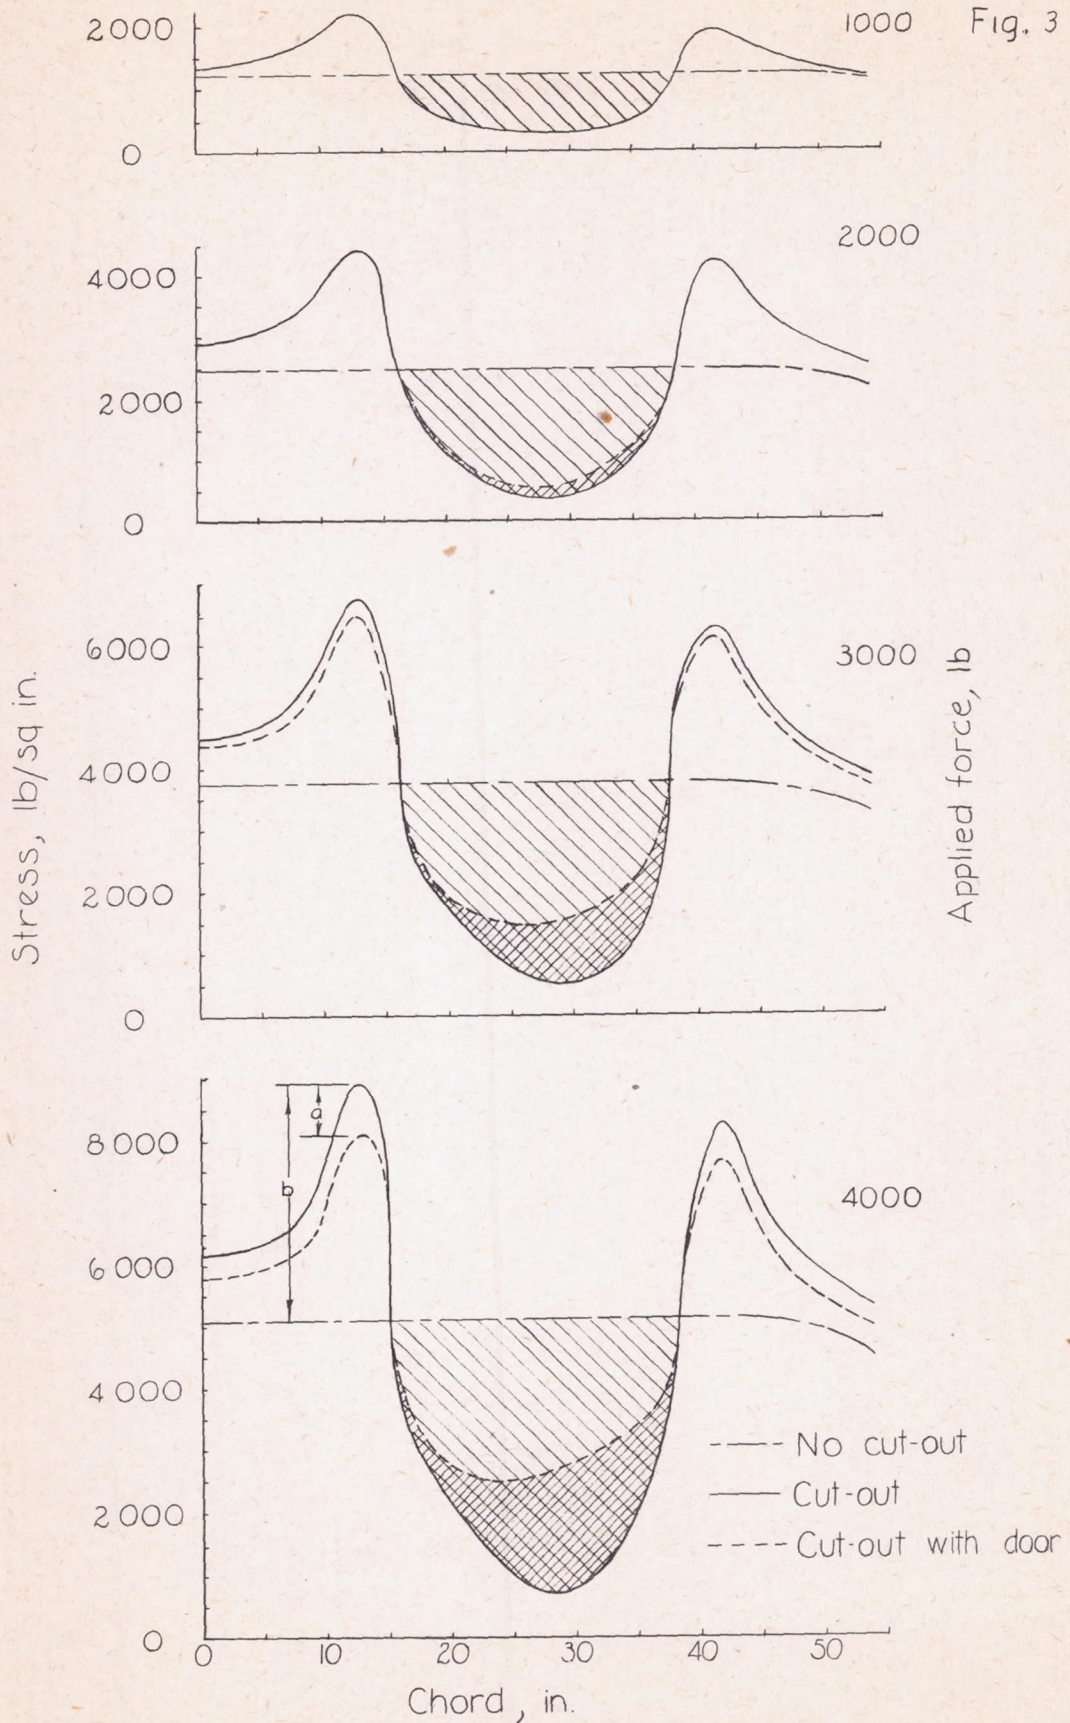 1000 Fig. 3
2000
0
2000
4000
2000
0
6000
3000
4000
2000
0
Stress, lb/sq in.
Applied force, lb
a
8000
b
4000
6000
4000
No cut-out
Cut-out
2000
Cut-out with door
0
0 10 20 30 40 50
Chord, in.